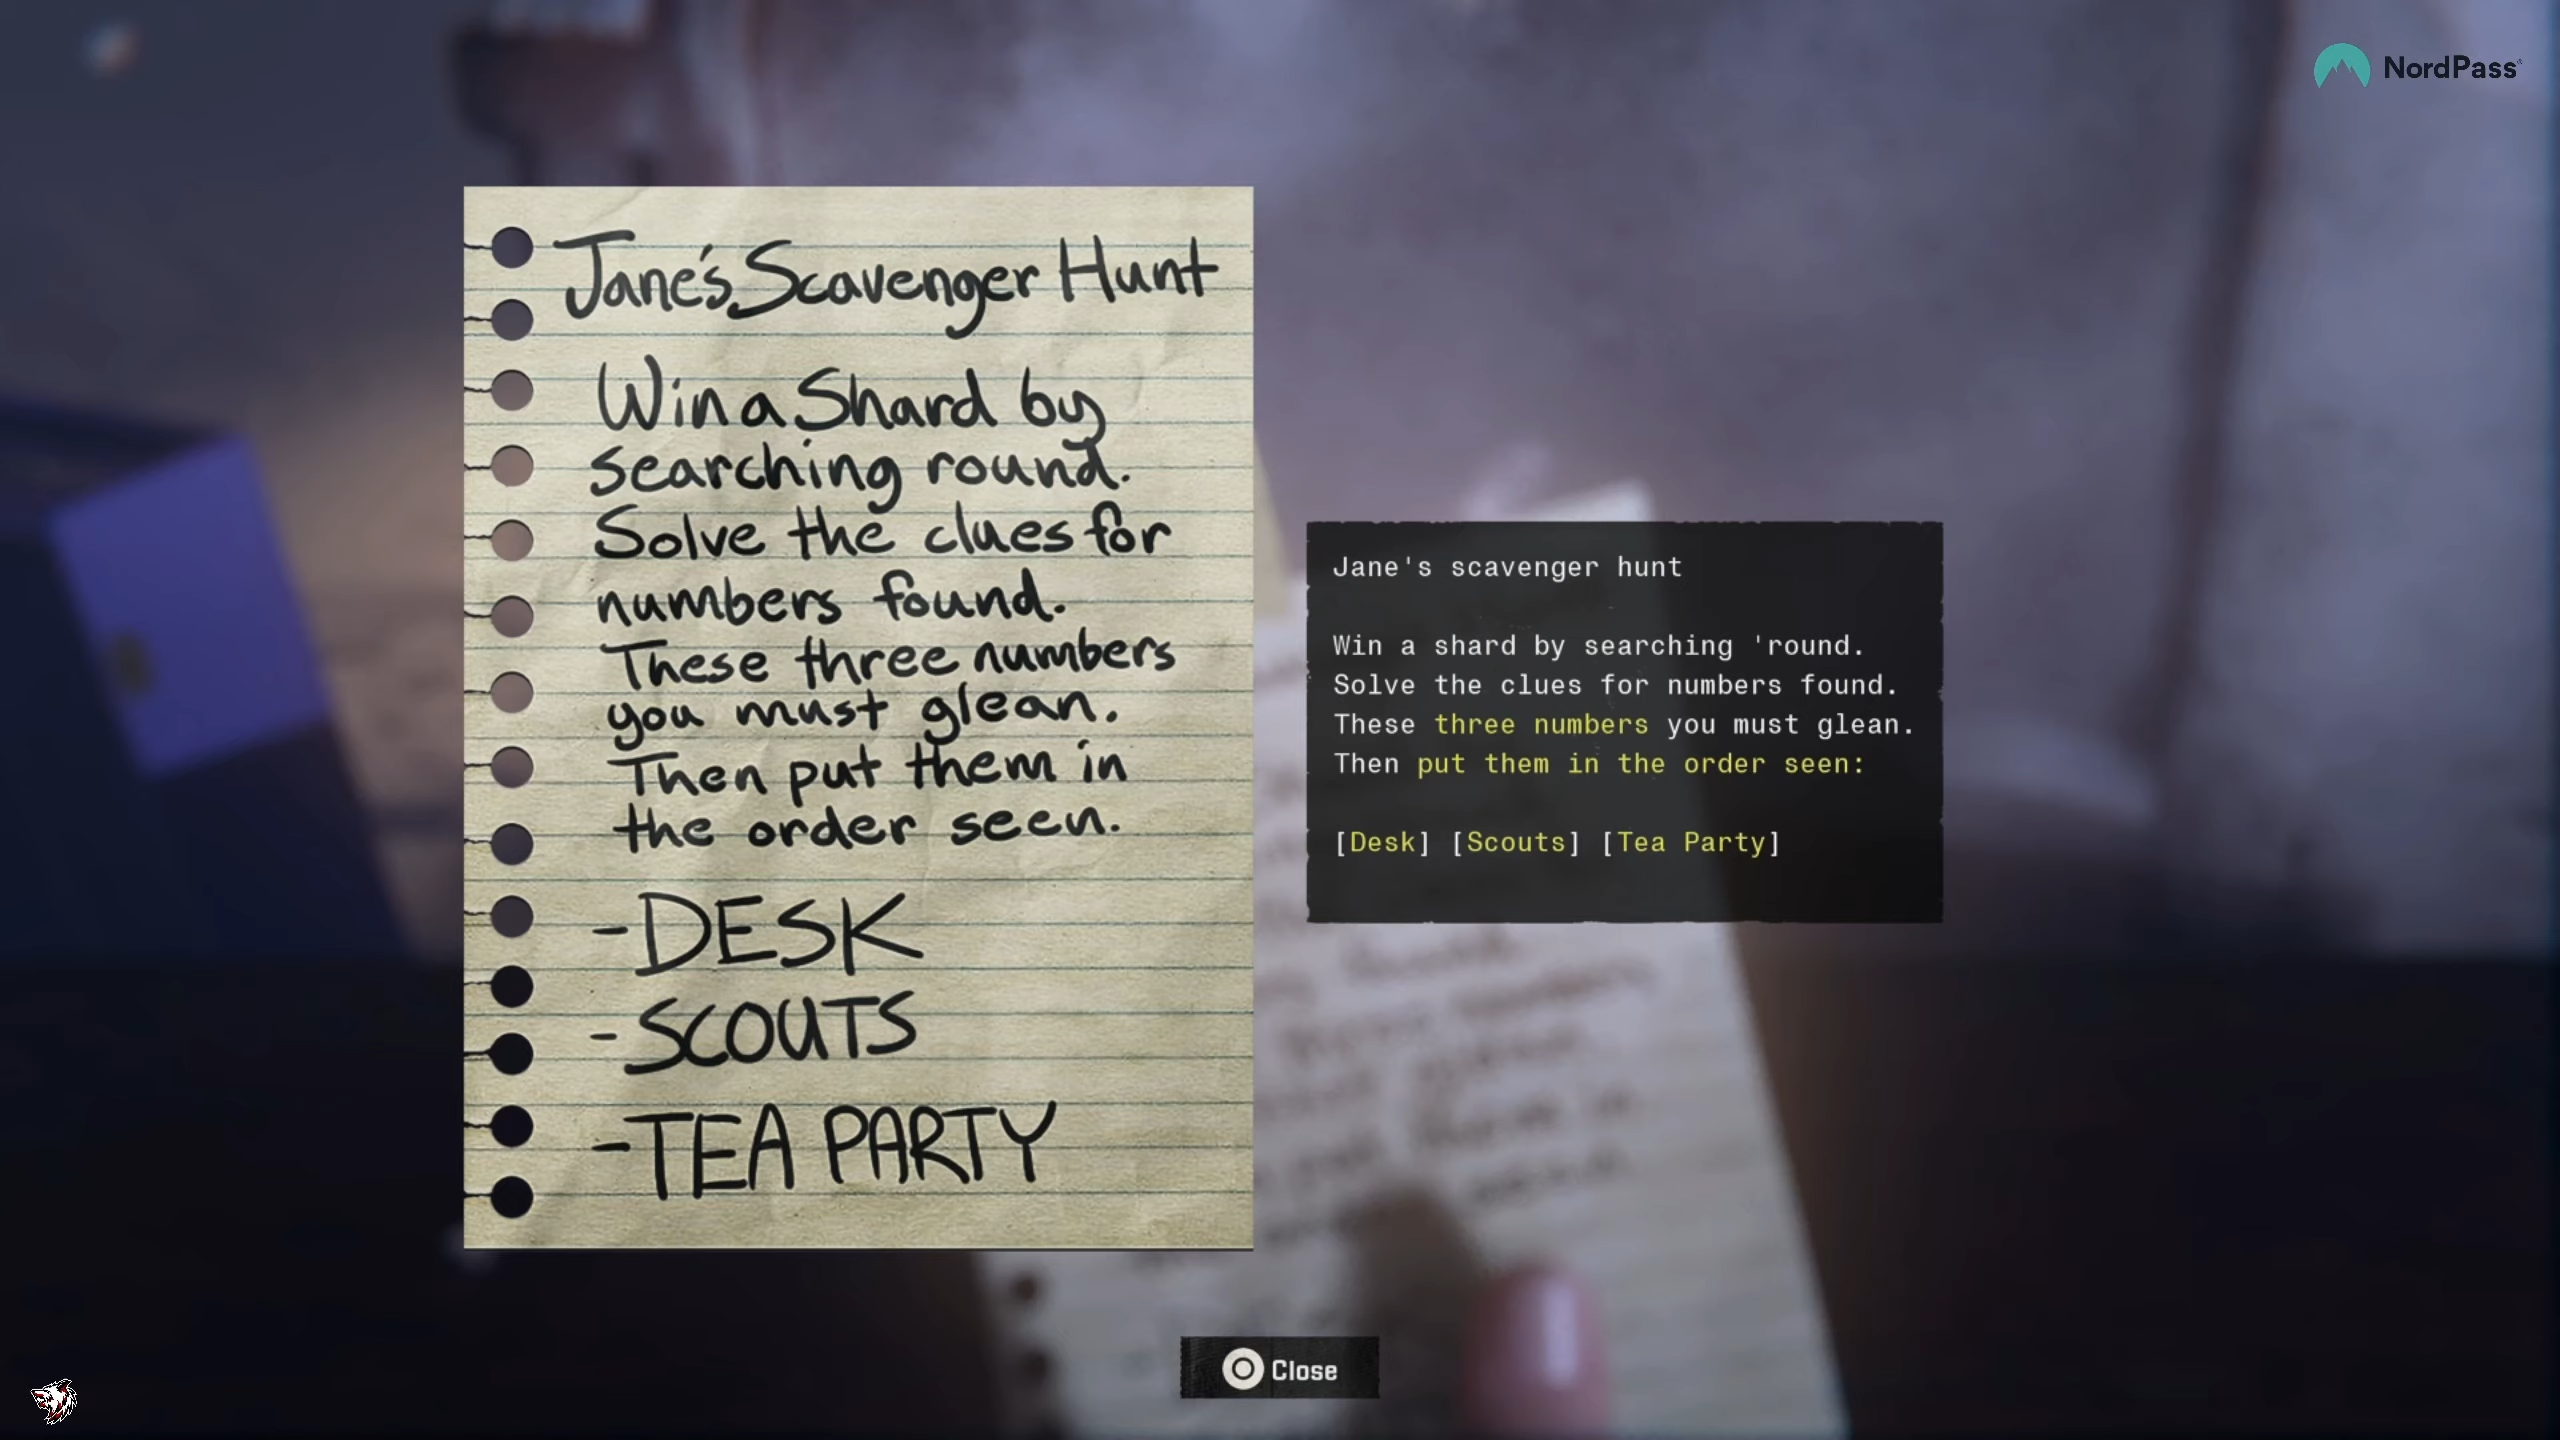 NordPass
Jane's Scavenger Hunt
Win a Shard by
Searching round.
Solve the clues for
numbers found.
These three numbers
you must glean.
Then put them in
the order seen.
-DESK
-SCOUTS
-TEA PARTY
Jane's scavenger hunt
Win a shard by searching 'round.
Solve the clues for numbers found.
These three numbers you must glean.
Then put them in the order seen:
[Desk] [Scouts] [Tea Party]
Close